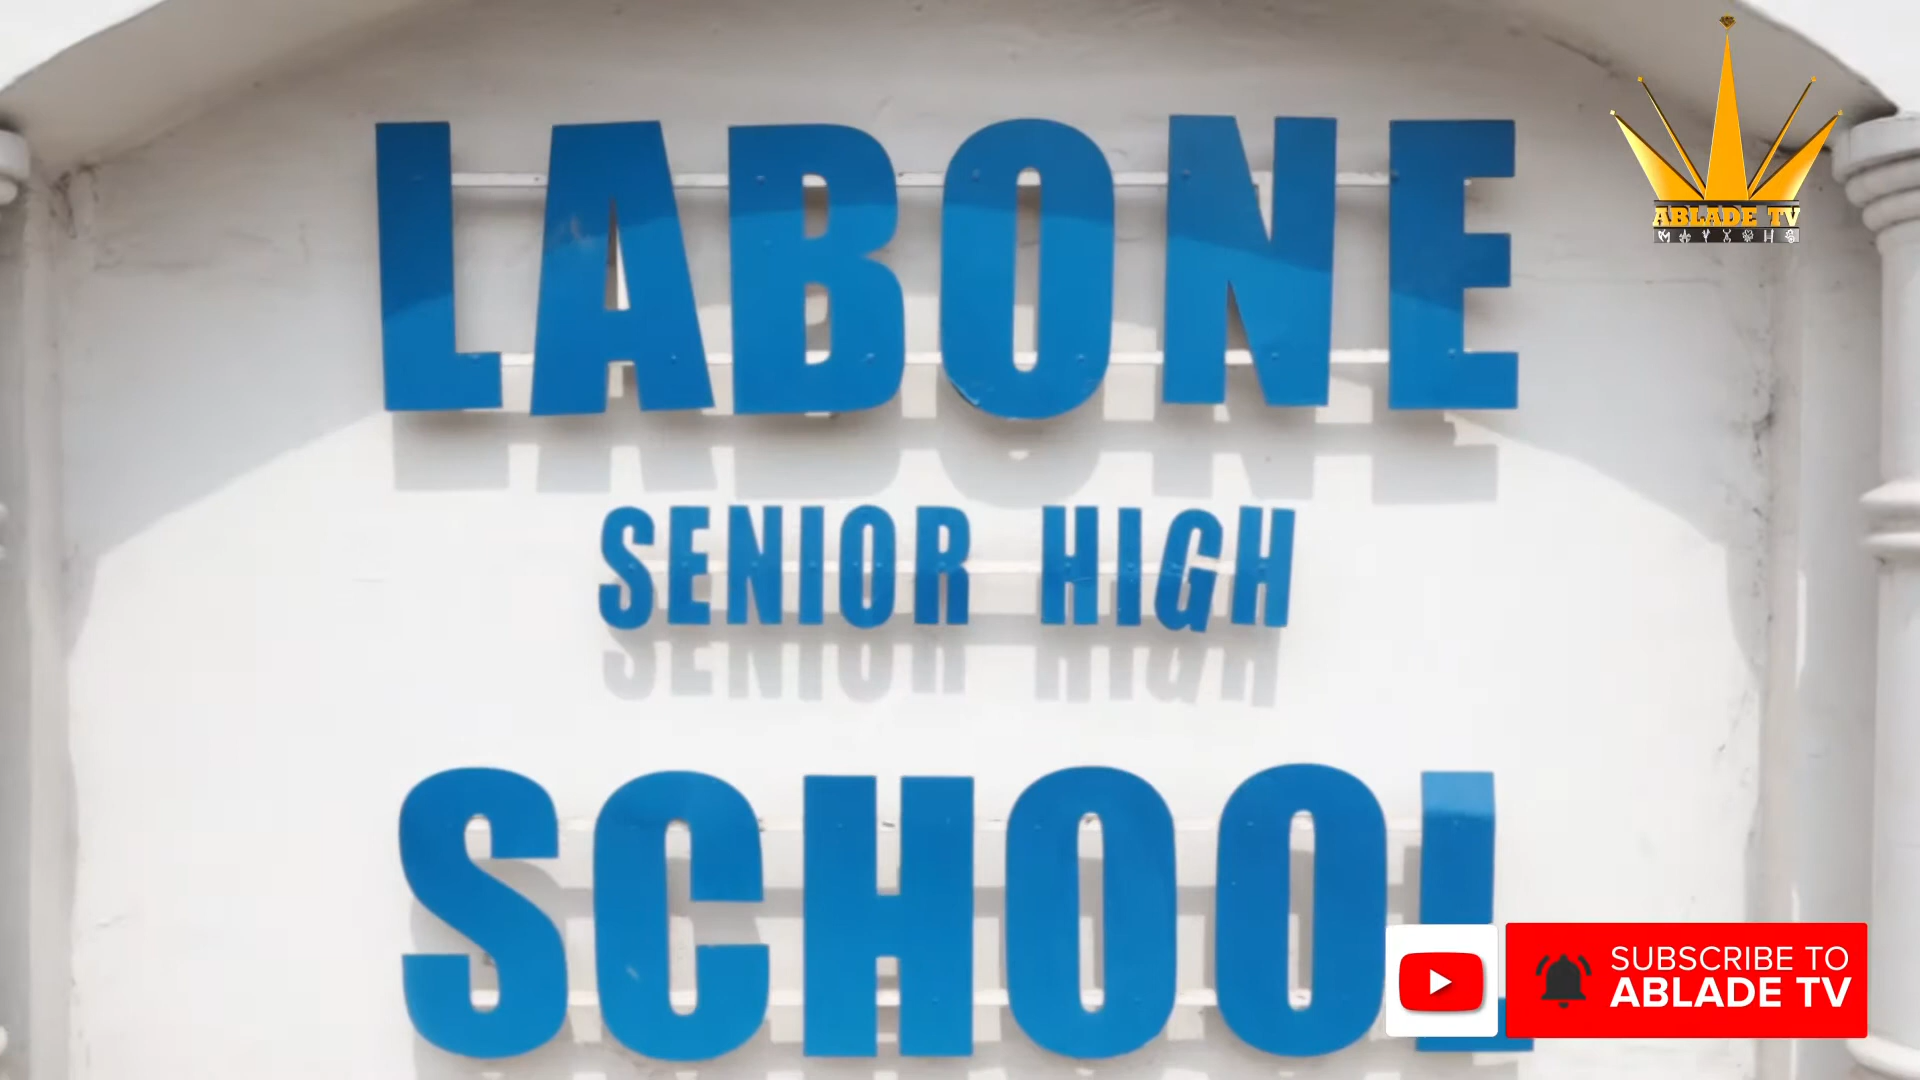 LABONE
SENIOR HIGH
SCHOOL
ABLADE TV
SUBSCRIBE TO
ABLADE TV